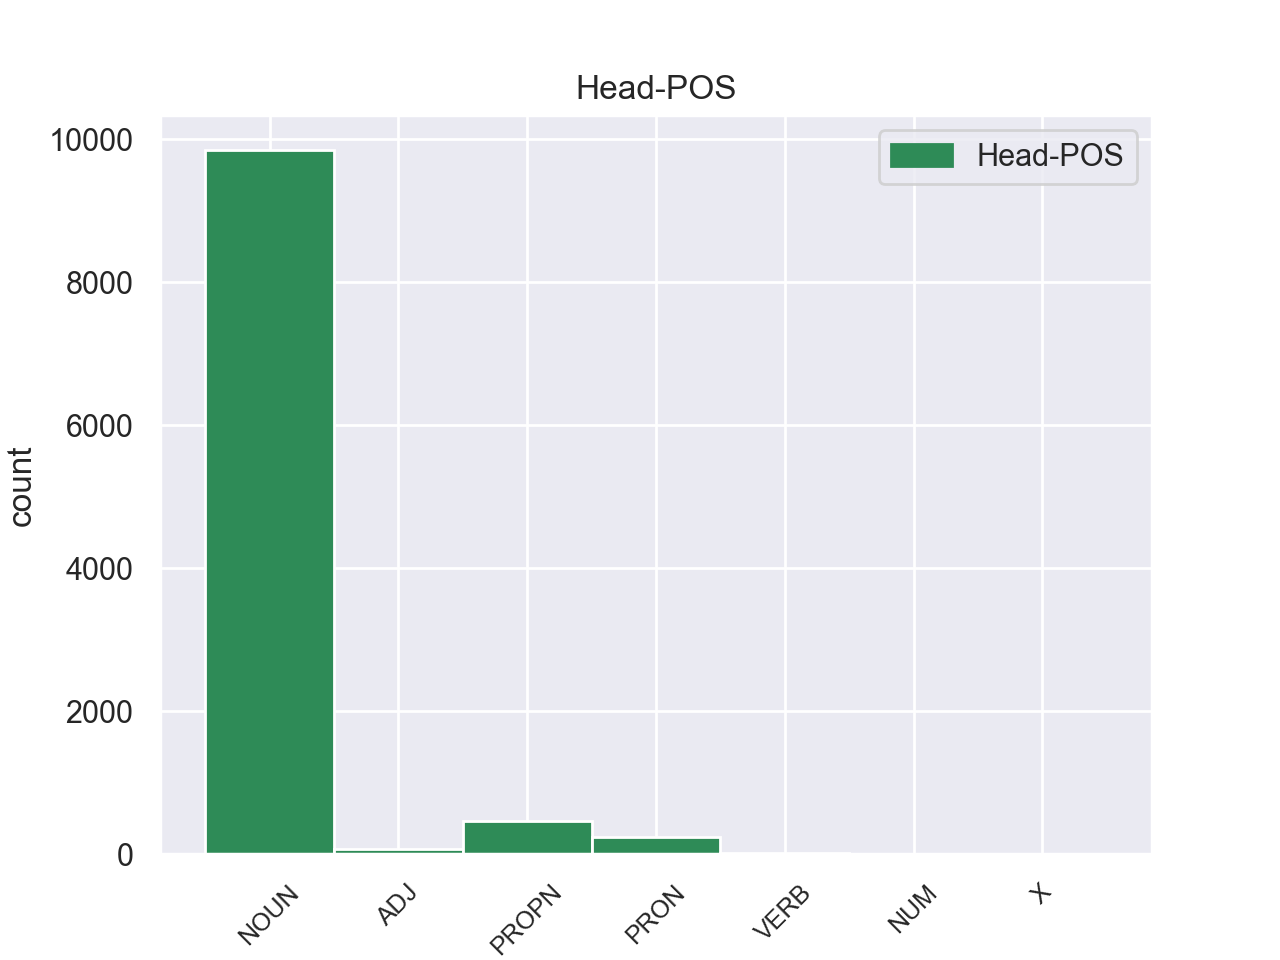 Head-POS
Head-POS
count
10000
8000
6000
4000
2000
0
NOUN
ADJ
PROPN
PRON
VERB
NUM
X